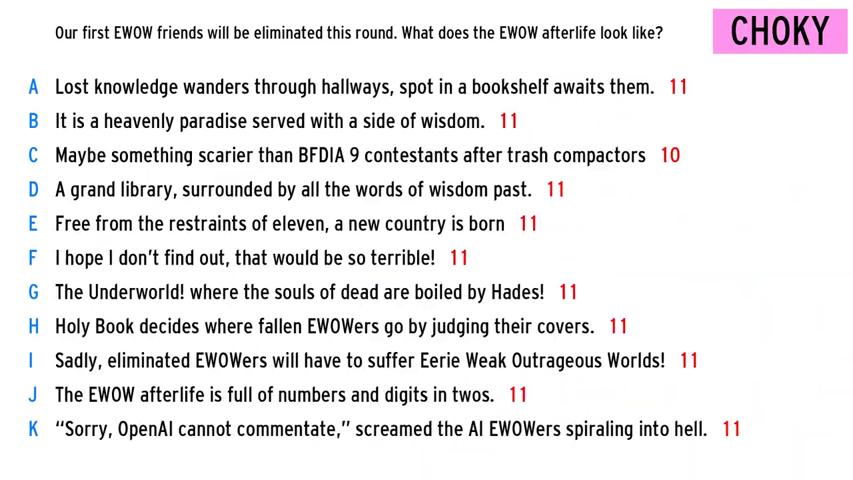 Our first EWOW friends will be eliminated this round. What does the EWOW afterlife look like?
CHOKY
A Lost knowledge wanders through hallways, spot in a bookshelf awaits them. 11
B It is a heavenly paradise served with a side of wisdom. 11
C Maybe something scarier than BFDIA 9 contestants after trash compactors 10
D A grand library, surrounded by all the words of wisdom past. 11
E Free from the restraints of eleven, a new country is born 11
F I hope I don't find out, that would be so terrible! 11
G The Underworld! where the souls of dead are boiled by Hades! 11
H Holy Book decides where fallen EWOWers go by judging their covers. 11
I Sadly, eliminated EWOWers will have to suffer Eerie Weak Outrageous Worlds! 11
J The EWOW afterlife is full of numbers and digits in twos. 11
K “Sorry, OpenAI cannot commentate,” screamed the AI EWOWers spiraling into hell. 11